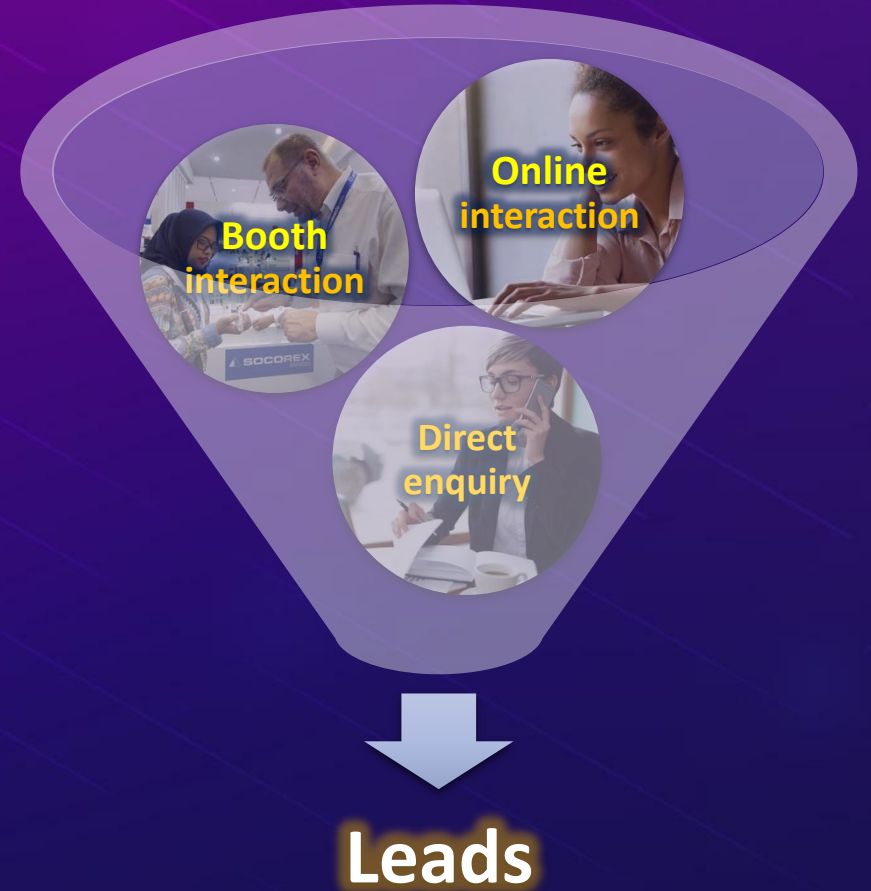 Online
interaction
Booth
interaction
SOCOREX
Direct
enquiry
Leads